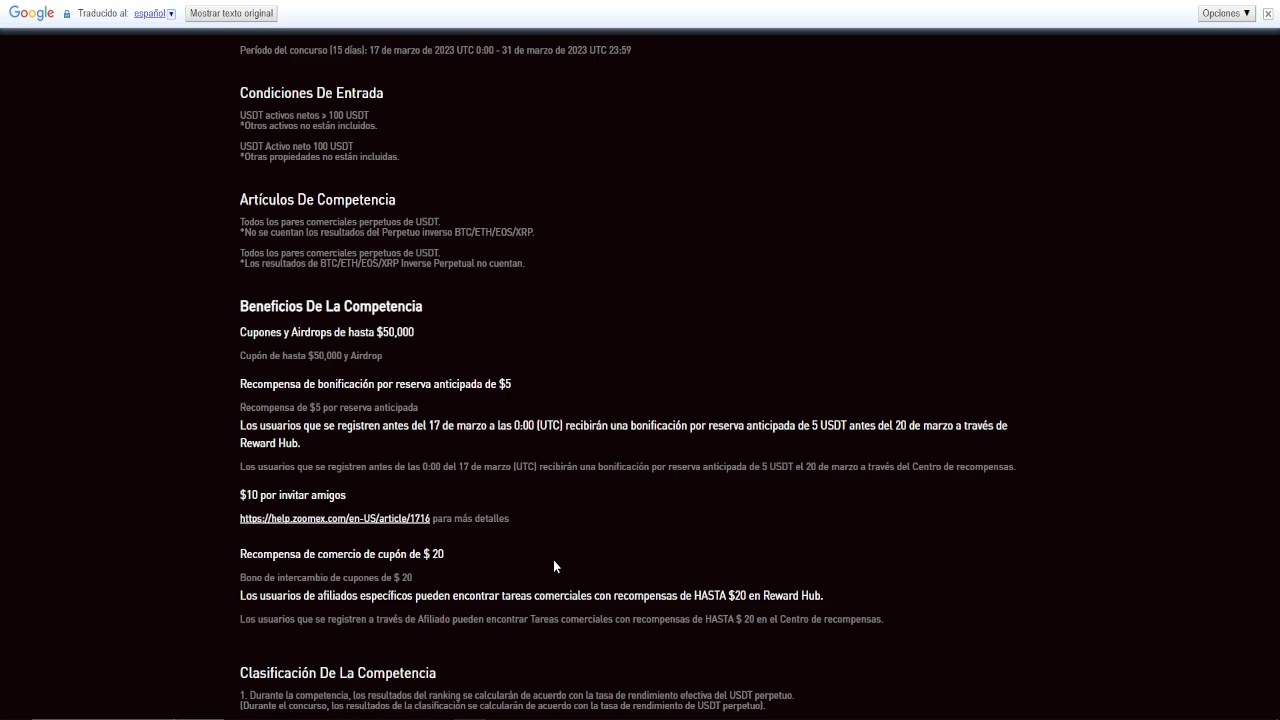 Google Traducido al: español Mostrar texto original Opciones ▼
Período del concurso (15 días): 17 de marzo de 2023 UTC 0:00 - 31 de marzo de 2023 UTC 23:59
Condiciones De Entrada
USDT activos netos ≥ 100 USDT
*Otros activos no están incluidos.
USDT Activo neto 100 USDT
*Otras propiedades no están incluidas.
Artículos De Competencia
Todos los pares comerciales perpetuos de USDT.
*No se cuentan los resultados del Perpetuo inverso BTC/ETH/EOS/XRP.
Todos los pares comerciales perpetuos de USDT.
*Los resultados de BTC/ETH/EOS/XRP Inverse Perpetual no cuentan.
Beneficios De La Competencia
Cupones y Airdrops de hasta $50,000
Cupón de hasta $50,000 y Airdrop
Recompensa de bonificación por reserva anticipada de $5
Recompensa de $5 por reserva anticipada
Los usuarios que se registren antes del 17 de marzo a las 0:00 (UTC) recibirán una bonificación por reserva anticipada de 5 USDT antes del 20 de marzo a través de
Reward Hub.
Los usuarios que se registren antes de las 0:00 del 17 de marzo (UTC) recibirán una bonificación por reserva anticipada de 5 USDT el 20 de marzo a través del Centro de recompensas.
$10 por invitar amigos
https://help.zoomex.com/en-US/article/1716 para más detalles
Recompensa de comercio de cupón de $ 20
Bono de intercambio de cupones de $ 20
Los usuarios de afiliados específicos pueden encontrar tareas comerciales con recompensas de HASTA $20 en Reward Hub.
Los usuarios que se registren a través de Afiliado pueden encontrar Tareas comerciales con recompensas de HASTA $ 20 en el Centro de recompensas.
Clasificación De La Competencia
1. Durante la competencia, los resultados del ranking se calcularán de acuerdo con la tasa de rendimiento efectiva del USDT perpetuo.
(Durante el concurso, los resultados de la clasificación se calcularán de acuerdo con la tasa de rendimiento de USDT perpetuo).